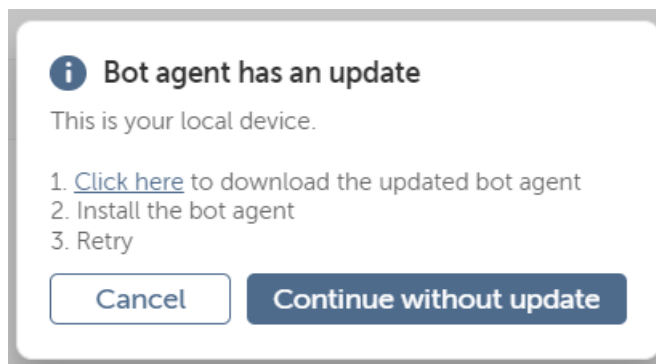 Bot agent has an update
This is your local device.
1. Click here to download the updated bot agent
2. Install the bot agent
3. Retry
Cancel
Continue without update